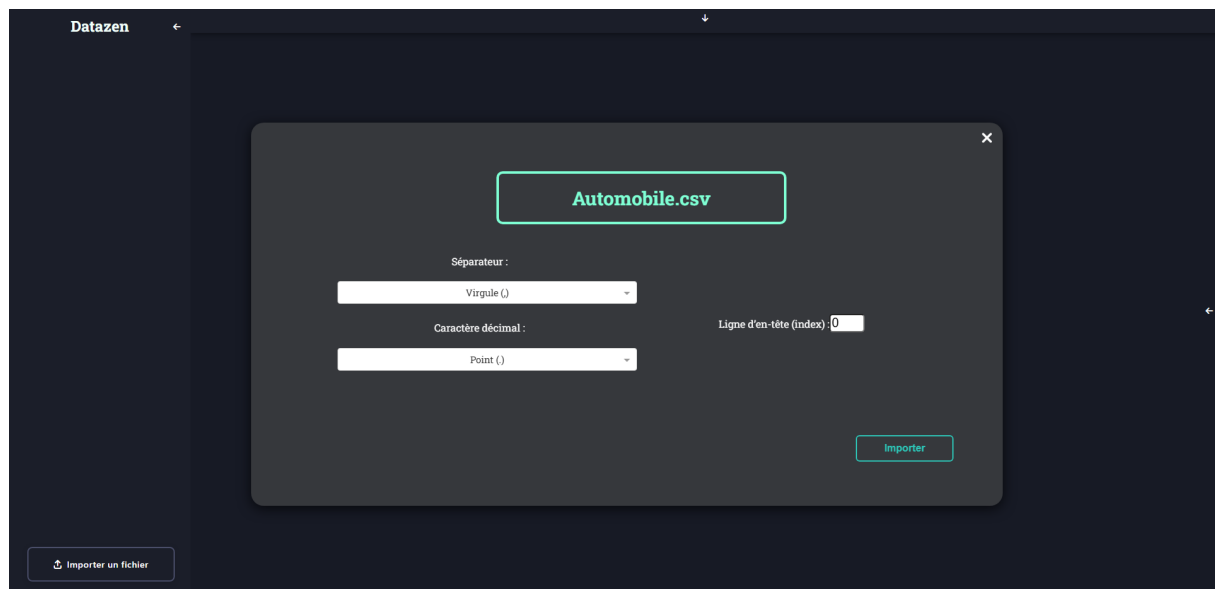 Datazen
Automobile.csv
Séparateur :
Virgule (,)
Caractère décimal :
Ligne d'en-tête (index) : 0
Point (.)
Importer
Importer un fichier